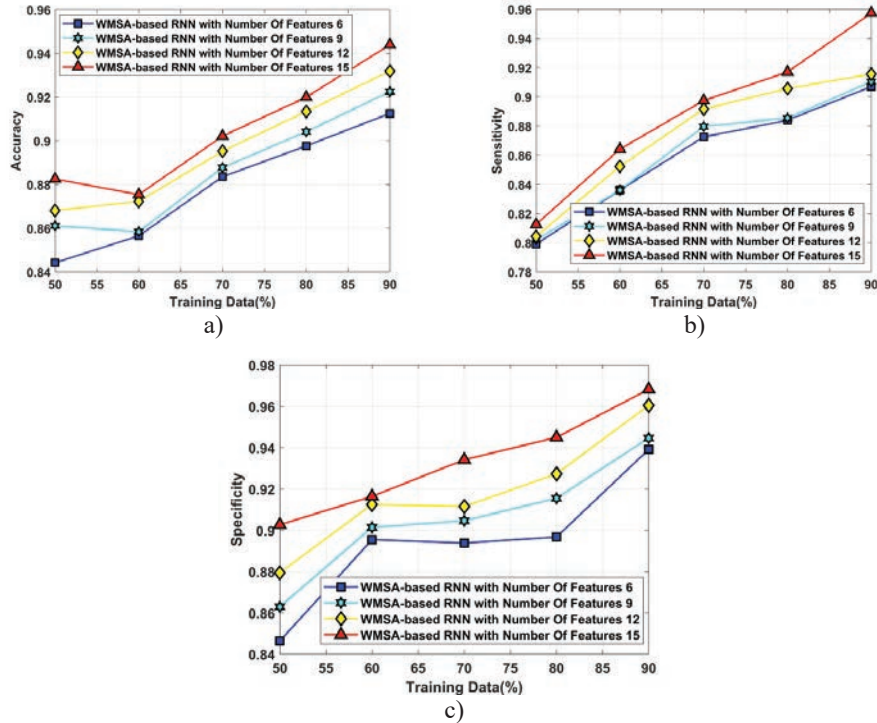 0.96
0.94
0.92
0.9
0.88
0.86
0.84
Accuracy
WMSA-based RNN with Number Of Features 6
WMSA-based RNN with Number Of Features 9
WMSA-based RNN with Number Of Features 12
WMSA-based RNN with Number Of Features 15
50 55 60 65 70 75 80 85 90
Training Data(%)
a)
0.96
0.94
0.92
0.9
0.88
0.86
0.84
0.82
0.8
0.78
Sensitivity
WMSA-based RNN with Number Of Features 6
WMSA-based RNN with Number Of Features 9
WMSA-based RNN with Number Of Features 12
WMSA-based RNN with Number Of Features 15
50 55 60 65 70 75 80 85 90
Training Data(%)
b)
0.98
0.96
0.94
0.92
0.9
0.88
0.86
0.84
Specificity
WMSA-based RNN with Number Of Features 6
WMSA-based RNN with Number Of Features 9
WMSA-based RNN with Number Of Features 12
WMSA-based RNN with Number Of Features 15
50 55 60 65 70 75 80 85 90
Training Data(%)
c)